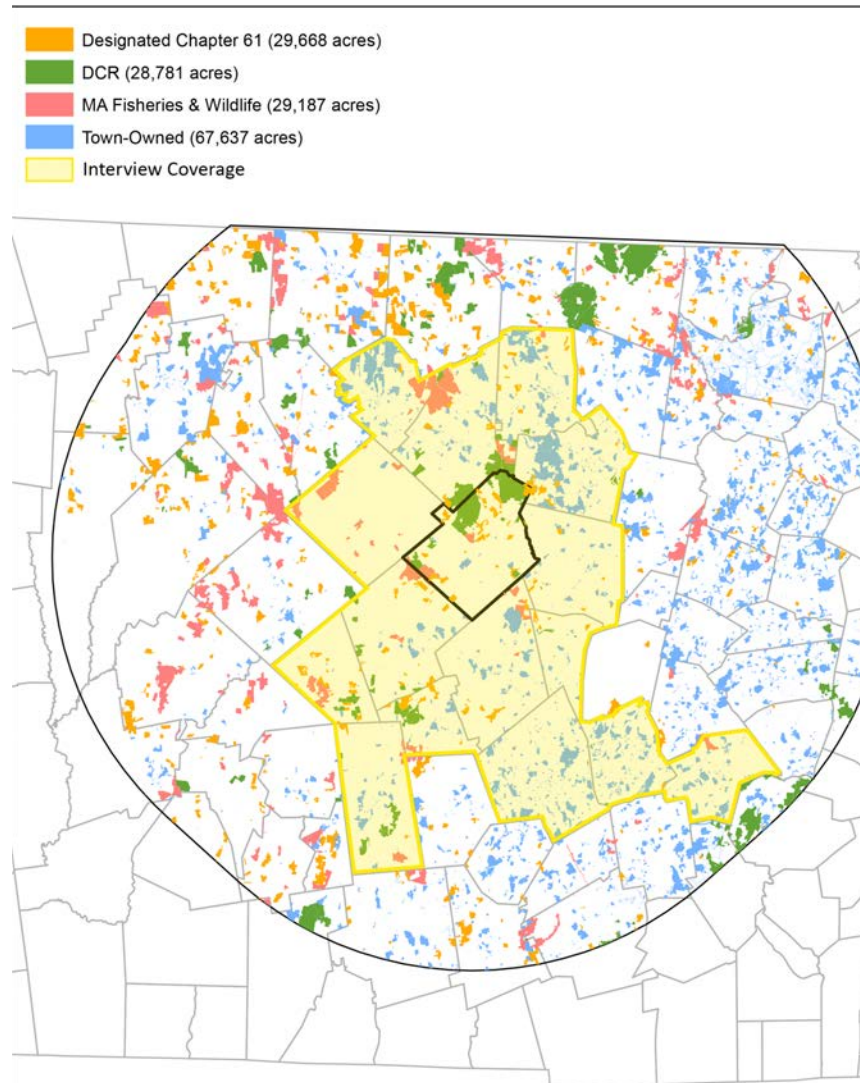 Designated Chapter 61 (29,668 acres)
DCR (28,781 acres)
MA Fisheries & Wildlife (29,187 acres)
Town-Owned (67,637 acres)
Interview Coverage